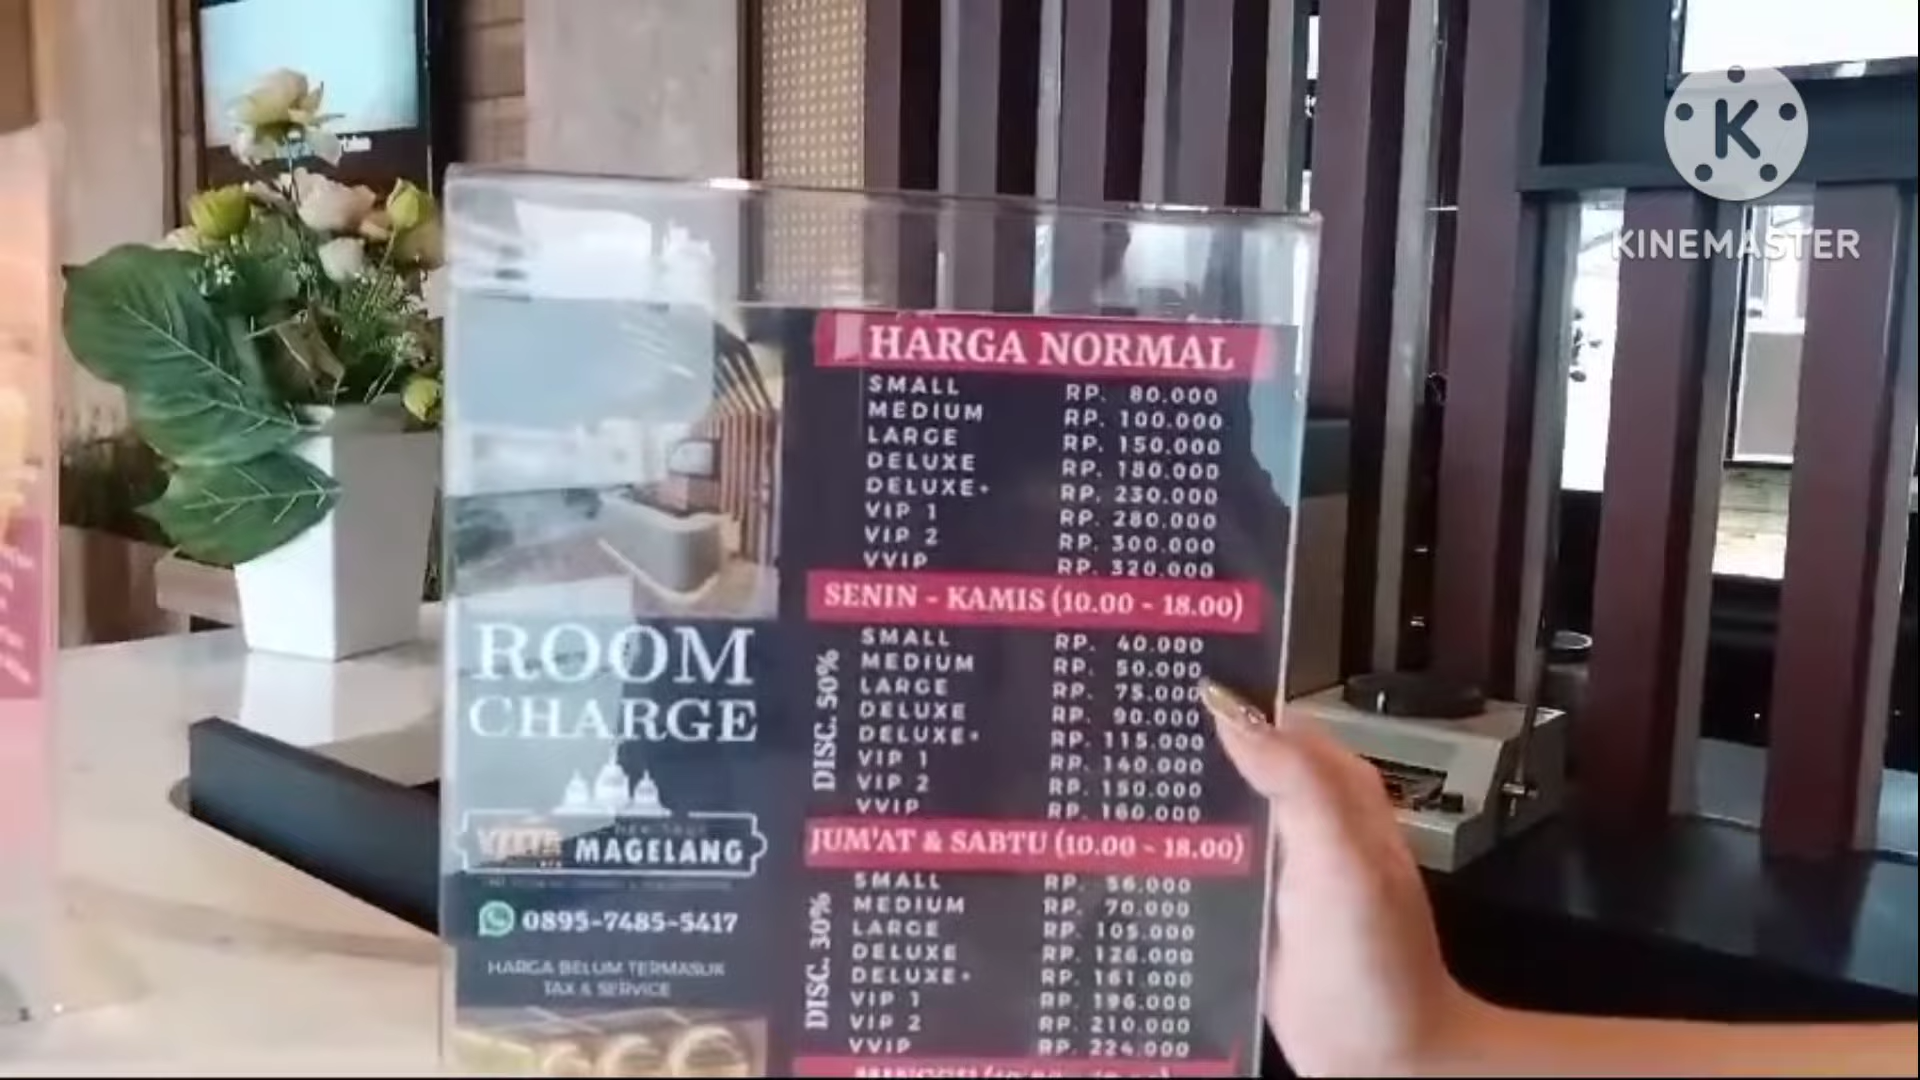 KINEMASTER
HARGA NORMAL
SMALL RP. 80.000
MEDIUM RP. 100.000
LARGE RP. 150.000
DELUXE RP. 180.000
DELUXE+ RP. 230.000
VIP 1 RP. 280.000
VIP 2 RP. 300.000
VVIP RP. 320.000
SENIN - KAMIS (10.00 - 18.00)
DISC. 50%
SMALL RP. 40.000
MEDIUM RP. 50.000
LARGE RP. 75.000
DELUXE RP. 90.000
DELUXE+ RP. 115.000
VIP 1 RP. 140.000
VIP 2 RP. 150.000
VVIP RP. 160.000
JUM'AT & SABTU (10.00 - 18.00)
DISC. 30%
SMALL RP. 56.000
MEDIUM RP. 70.000
LARGE RP. 105.000
DELUXE RP. 126.000
DELUXE+ RP. 161.000
VIP 1 RP. 196.000
VIP 2 RP. 210.000
VVIP RP. 224.000
ROOM
CHARGE
MAGELANG
0895-7485-5417
HARGA BELUM TERMASUK
TAX & SERVICE